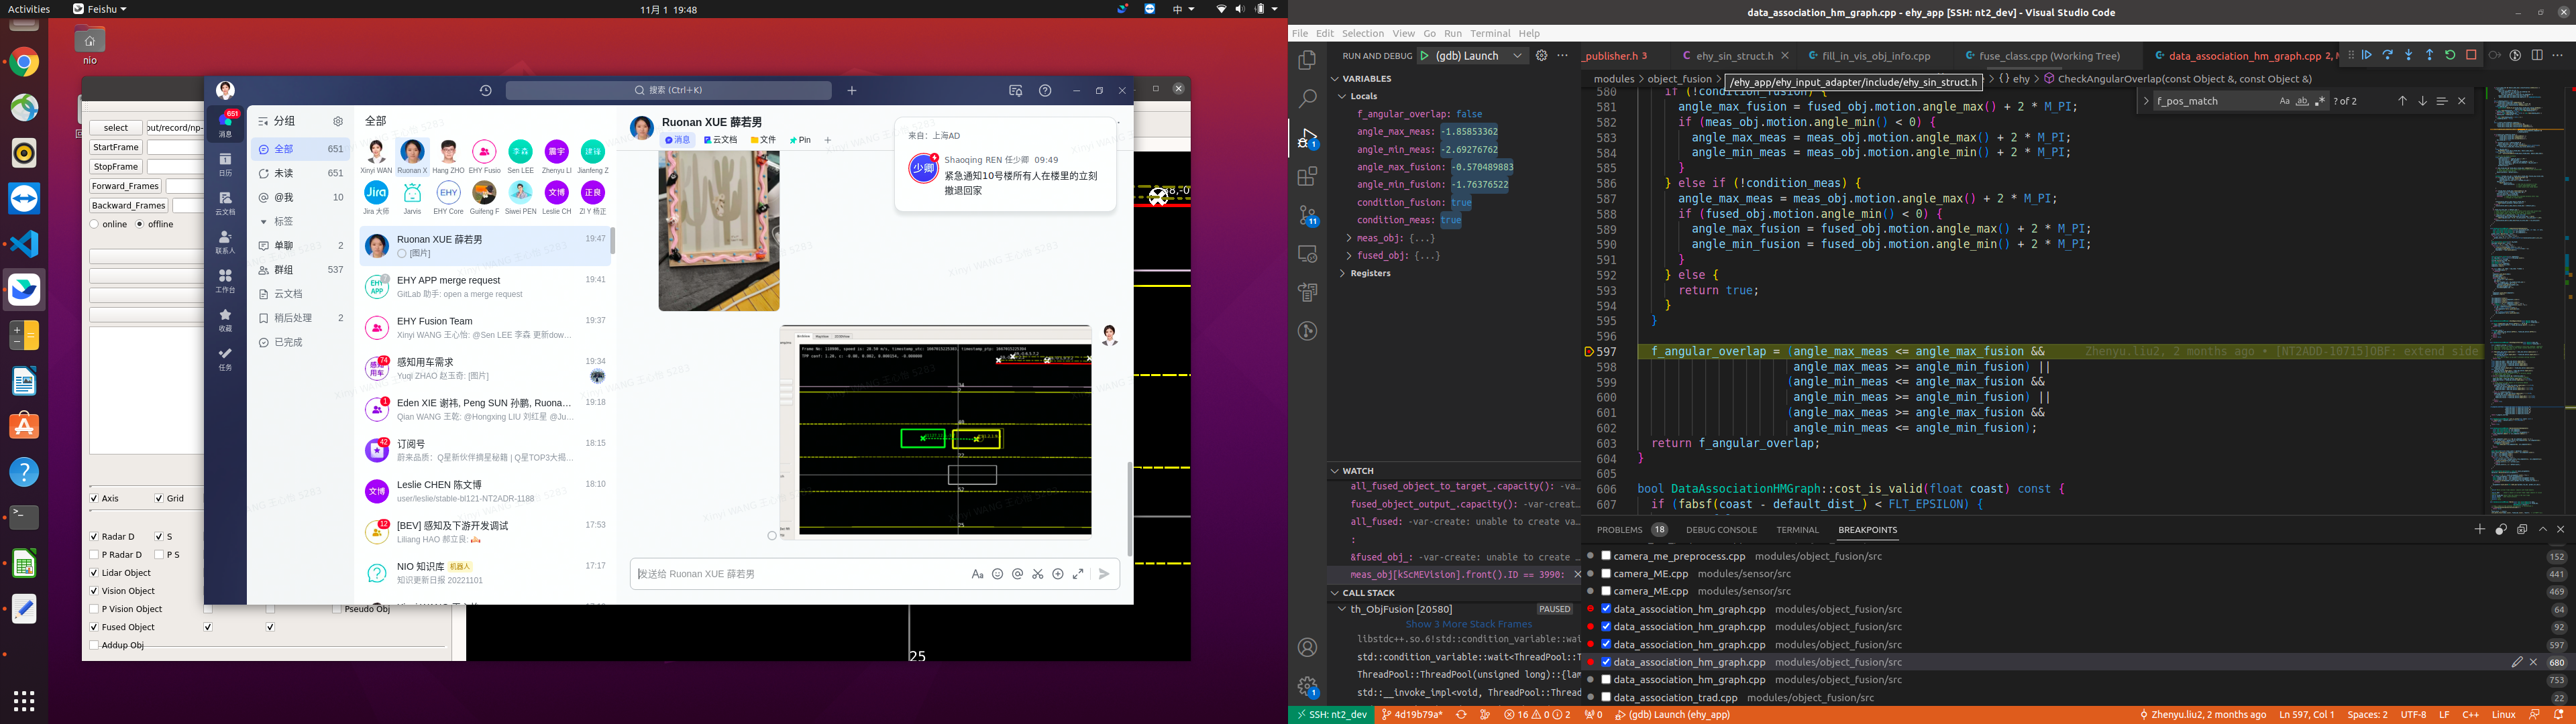 Activities
Feishu
11月 1 19:48
中
nio
select
out/record/np-
StartFrame
StopFrame
Forward_Frames
Backward_Frames
online
offline
Axis
Grid
Radar D
S
P Radar D
P S
Lidar Object
Vision Object
P Vision Object
Pseudo Obj
Fused Object
Addup Obj
25
搜索 (Ctrl+K)
651
消息
日历
云文档
联系人
工作台
收藏
任务
分组
全部 651
未读 651
@我 10
标签
单聊 2
群组 537
云文档
稍后处理 2
已完成
全部
Xinyi WAN
Ruonan X
Hang ZHO
EHY Fusio
Sen LEE
Zhenyu LI
Jianfeng Z
Jira 大师
Jarvis
EHY Core
Guifeng F
Siwei PEN
Leslie CH
ZI Y 杨正
Ruonan XUE 薛若男 19:47
[图片]
EHY APP merge request 19:41
GitLab 助手: open a merge request
EHY Fusion Team 19:37
Xinyi WANG 王心怡: @Sen LEE 李森 更新dow...
感知用车需求 19:34
Yuqi ZHAO 赵玉奇: [图片]
Eden XIE 谢祎, Peng SUN 孙鹏, Ruona... 19:18
Qian WANG 王乾: @Hongxing LIU 刘红星 @Ju...
订阅号 18:15
蔚来品质：Q星新伙伴摘星秘籍 | Q星TOP3大揭...
Leslie CHEN 陈文博 18:10
user/leslie/stable-bl121-NT2ADR-1188
[BEV] 感知及下游开发调试 17:53
Liliang HAO 郝立良:
NIO 知识库 机器人 17:17
知识更新日报 20221101
Ruonan XUE 薛若男
消息
云文档
文件
Pin
来自：上海AD
Shaoqing REN 任少卿 09:49
紧急通知10号楼所有人在楼里的立刻
撤退回家
发送给 Ruonan XUE 薛若男
data_association_hm_graph.cpp - ehy_app [SSH: nt2_dev] - Visual Studio Code
File Edit Selection View Go Run Terminal Help
RUN AND DEBUG
(gdb) Launch
_publisher.h 3
ehy_sin_struct.h
fill_in_vis_obj_info.cpp
fuse_class.cpp (Working Tree)
data_association_hm_graph.cpp 2, M
modules > object_fusion >
/ehy_app/ehy_input_adapter/include/ehy_sin_struct.h
ehy > CheckAngularOverlap(const Object &, const Object &)
f_pos_match
? of 2
VARIABLES
Locals
f_angular_overlap: false
angle_max_meas: -1.85853362
angle_min_meas: -2.69276762
angle_max_fusion: -0.570489883
angle_min_fusion: -1.76376522
condition_fusion: true
condition_meas: true
meas_obj: {...}
fused_obj: {...}
Registers
580 if (!condition_fusion) {
581 angle_max_fusion = fused_obj.motion.angle_max() + 2 * M_PI;
582 if (meas_obj.motion.angle_min() < 0) {
583 angle_max_meas = meas_obj.motion.angle_max() + 2 * M_PI;
584 angle_min_meas = meas_obj.motion.angle_min() + 2 * M_PI;
585 }
586 } else if (!condition_meas) {
587 angle_max_meas = meas_obj.motion.angle_max() + 2 * M_PI;
588 if (fused_obj.motion.angle_min() < 0) {
589 angle_max_fusion = fused_obj.motion.angle_max() + 2 * M_PI;
590 angle_min_fusion = fused_obj.motion.angle_min() + 2 * M_PI;
591 }
592 } else {
593 return true;
594 }
595 }
596
597 f_angular_overlap = (angle_max_meas <= angle_max_fusion && Zhenyu.liu2, 2 months ago • [NT2ADD-10715]OBF: extend side
598 angle_max_meas >= angle_min_fusion) ||
599 (angle_min_meas <= angle_max_fusion &&
600 angle_min_meas >= angle_min_fusion) ||
601 (angle_max_meas >= angle_max_fusion &&
602 angle_min_meas <= angle_min_fusion);
603 return f_angular_overlap;
604 }
605
606 bool DataAssociationHMGraph::cost_is_valid(float coast) const {
607 if (fabsf(coast - default_dist_) < FLT_EPSILON) {
WATCH
all_fused_object_to_target_.capacity(): -va...
fused_object_output_.capacity(): -var-creat...
all_fused: -var-create: unable to create va...
:
&fused_obj_: -var-create: unable to create ...
meas_obj[kScMEVision].front().ID == 3990:
CALL STACK
th_ObjFusion [20580] PAUSED
Show 3 More Stack Frames
libstdc++.so.6!std::condition_variable::wai
std::condition_variable::wait<ThreadPool::T
ThreadPool::ThreadPool(unsigned long)::{lam
std::__invoke_impl<void, ThreadPool::Thread
PROBLEMS 18
DEBUG CONSOLE
TERMINAL
BREAKPOINTS
camera_me_preprocess.cpp modules/object_fusion/src 152
camera_ME.cpp modules/sensor/src 441
camera_ME.cpp modules/sensor/src 469
data_association_hm_graph.cpp modules/object_fusion/src 64
data_association_hm_graph.cpp modules/object_fusion/src 92
data_association_hm_graph.cpp modules/object_fusion/src 597
data_association_hm_graph.cpp modules/object_fusion/src 680
data_association_hm_graph.cpp modules/object_fusion/src 753
data_association_trad.cpp modules/object_fusion/src 22
SSH: nt2_dev
4d19b79a*
16 0 2
0
(gdb) Launch (ehy_app)
Zhenyu.liu2, 2 months ago
Ln 597, Col 1
Spaces: 2
UTF-8
LF
C++
Linux